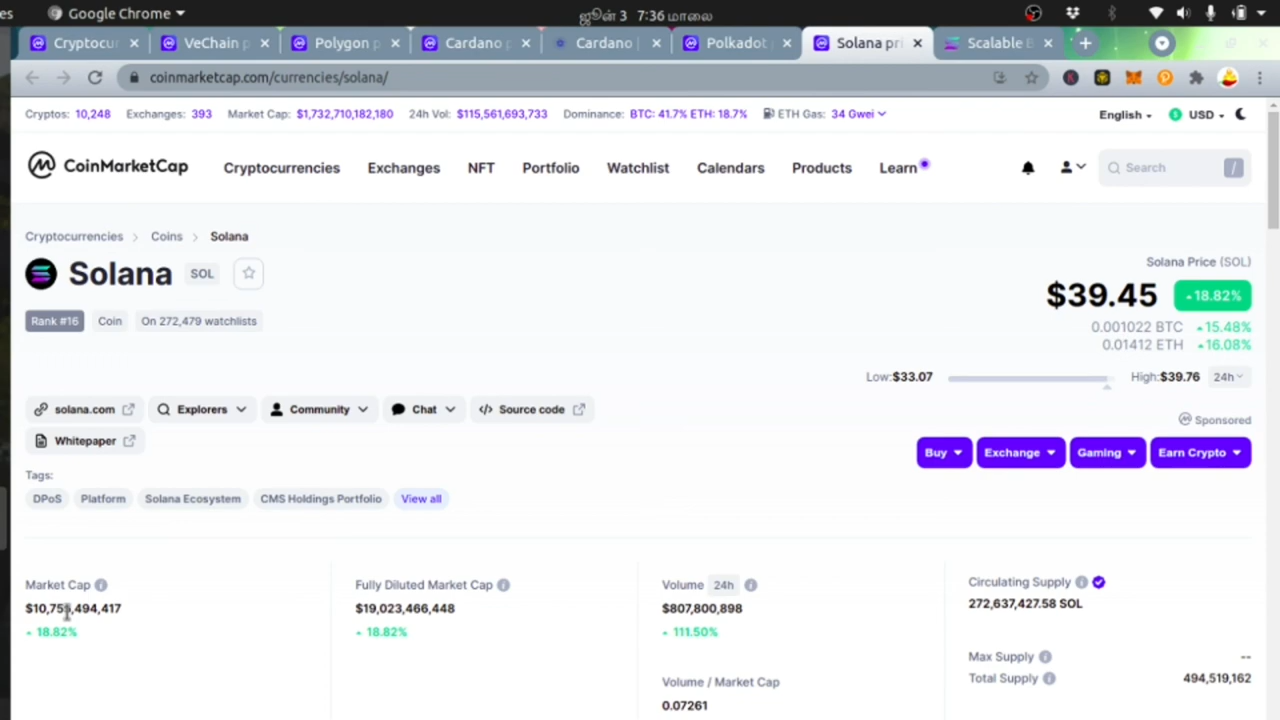 es Google Chrome ஜூன் 3 7:36 மாலை
Cryptocur VeChain p Polygon p Cardano p Cardano | Polkadot Solana pri Scalable B
coinmarketcap.com/currencies/solana/
Cryptos: 10,248 Exchanges: 393 Market Cap: $1,732,710,182,180 24h Vol: $115,561,693,733 Dominance: BTC: 41.7% ETH: 18.7% ETH Gas: 34 Gwei English USD
CoinMarketCap Cryptocurrencies Exchanges NFT Portfolio Watchlist Calendars Products Learn Search /
Cryptocurrencies > Coins > Solana
Solana SOL
Rank #16 Coin On 272,479 watchlists
Solana Price (SOL)
$39.45 18.82%
0.001022 BTC 15.48%
0.01412 ETH 16.08%
Low:$33.07 High:$39.76 24h
solana.com Explorers Community Chat Source code
Whitepaper
Sponsored
Buy Exchange Gaming Earn Crypto
Tags:
DPoS Platform Solana Ecosystem CMS Holdings Portfolio View all
Market Cap
18.82%
Fully Diluted Market Cap
$19,023,466,448
18.82%
Volume 24h
$807,800,898
111.50%
Volume / Market Cap
0.07261
Circulating Supply
272,637,427.58 SOL
Max Supply --
Total Supply 494,519,162